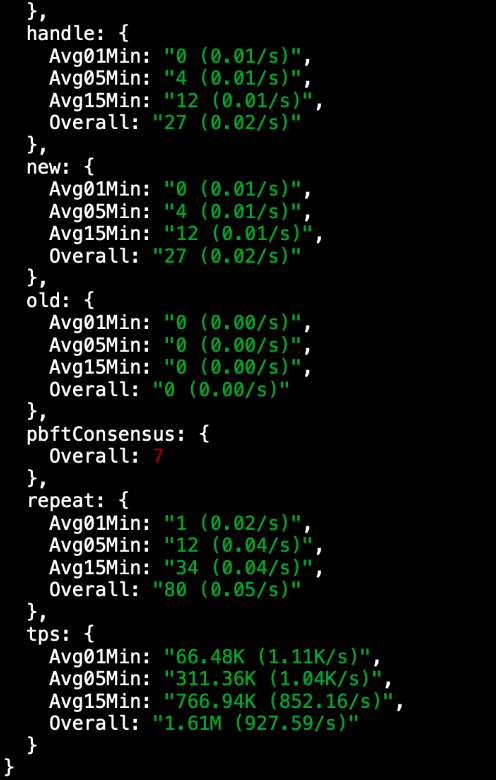 },
handle: {
Avg01Min: "0 (0.01/s)",
Avg05Min: "4 (0.01/s)",
Avg15Min: "12 (0.01/s)",
Overall: "27 (0.02/s)"
},
new: {
Avg01Min: "0 (0.01/s)",
Avg05Min: "4 (0.01/s)",
Avg15Min: "12 (0.01/s)",
Overall: "27 (0.02/s)"
},
old: {
Avg01Min: "0 (0.00/s)",
Avg05Min: "0 (0.00/s)",
Avg15Min: "0 (0.00/s)",
Overall: "0 (0.00/s)"
},
pbftConsensus: {
Overall: 7
},
repeat: {
Avg01Min: "1 (0.02/s)",
Avg05Min: "12 (0.04/s)",
Avg15Min: "34 (0.04/s)",
Overall: "80 (0.05/s)"
},
tps: {
Avg01Min: "66.48K (1.11K/s)",
Avg05Min: "311.36K (1.04K/s)",
Avg15Min: "766.94K (852.16/s)",
Overall: "1.61M (927.59/s)"
}
}